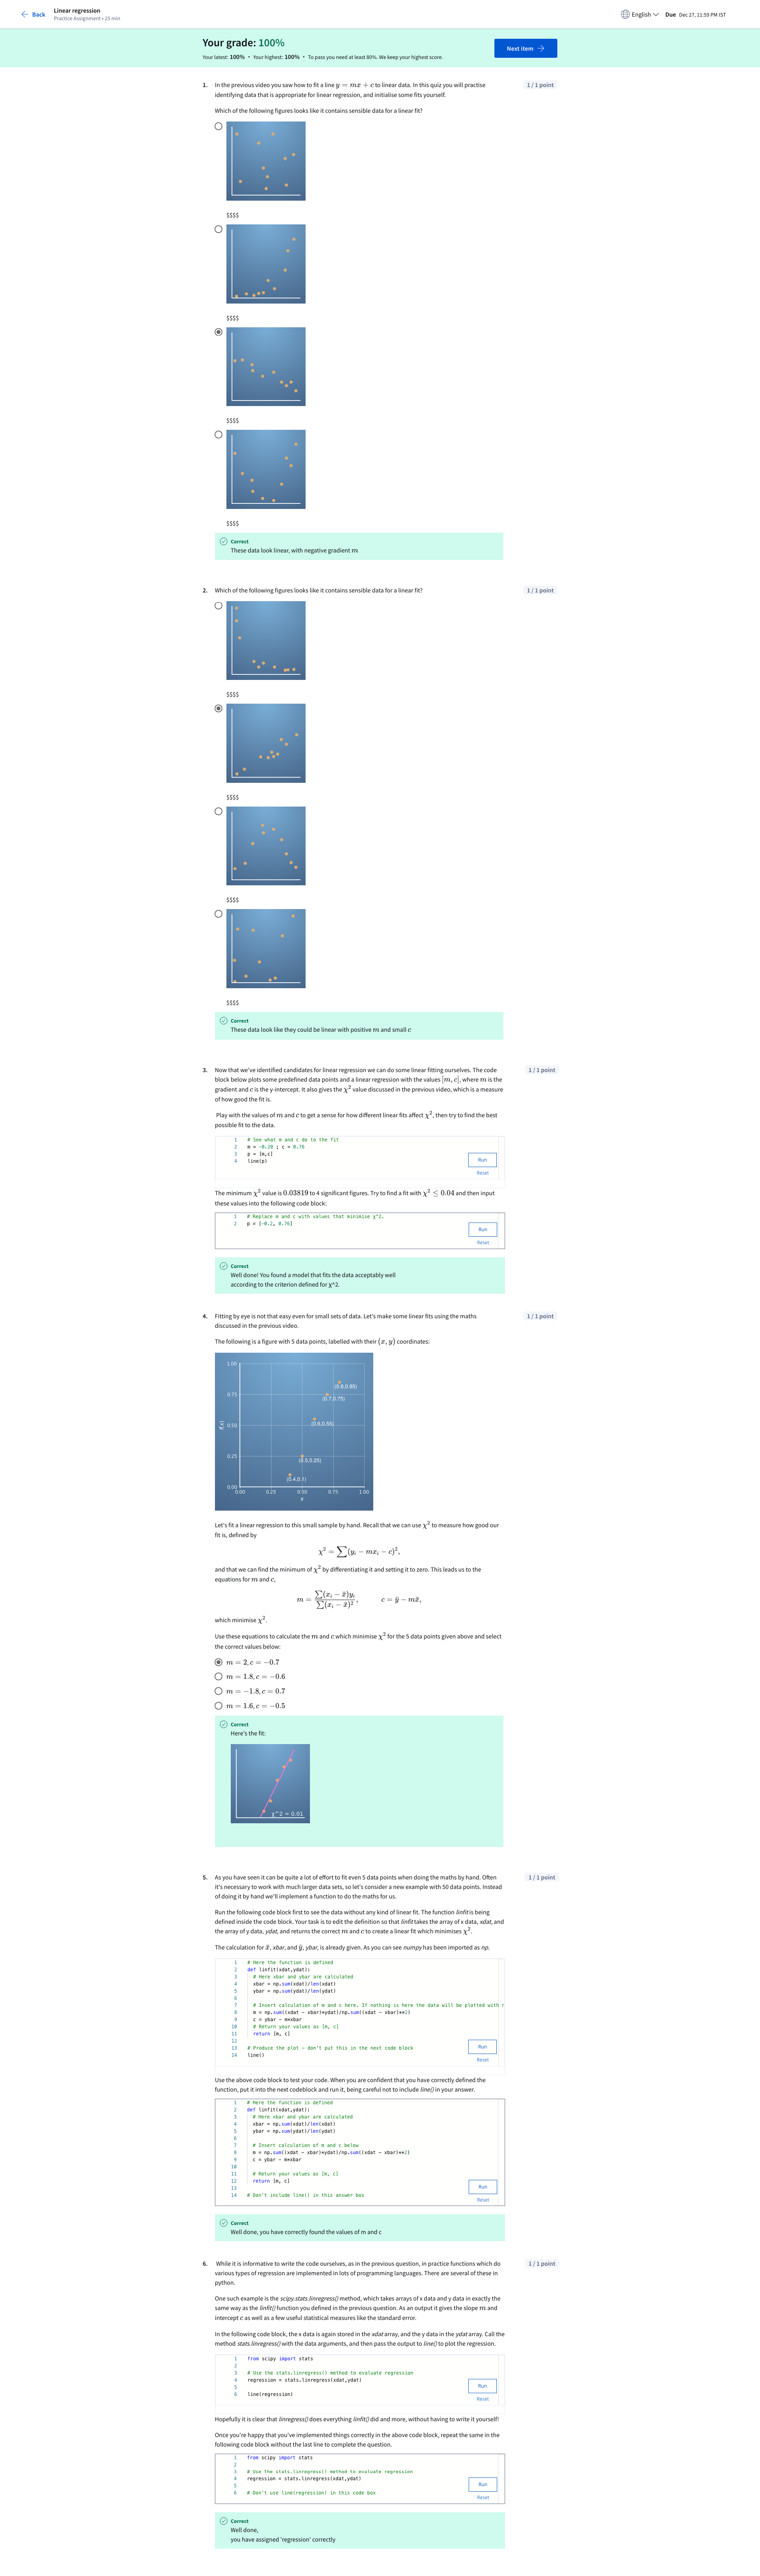 Back
Linear regression
Practice Assignment • 25 min
English
Due Dec 27, 11:59 PM IST
Your grade: 100%
Your latest: 100% • Your highest: 100% • To pass you need at least 80%. We keep your highest score.
Next item
1. In the previous video you saw how to fit a line y = mx + c to linear data. In this quiz you will practise
identifying data that is appropriate for linear regression, and initialise some fits yourself.
1 / 1 point
Which of the following figures looks like it contains sensible data for a linear fit?
$$$$
$$$$
$$$$
$$$$
Correct
These data look linear, with negative gradient m
2. Which of the following figures looks like it contains sensible data for a linear fit?
1 / 1 point
$$$$
$$$$
$$$$
$$$$
Correct
These data look like they could be linear with positive m and small c
3. Now that we've identified candidates for linear regression we can do some linear fitting ourselves. The code
block below plots some predefined data points and a linear regression with the values [m, c], where m is the
gradient and c is the y-intercept. It also gives the χ² value discussed in the previous video, which is a measure
of how good the fit is.
1 / 1 point
Play with the values of m and c to get a sense for how different linear fits affect χ², then try to find the best
possible fit to the data.
1 # See what m and c do to the fit
2 m = -0.20 ; c = 0.76
3 p = [m,c]
4 line(p)
Run
Reset
The minimum χ² value is 0.03819 to 4 significant figures. Try to find a fit with χ² ≤ 0.04 and then input
these values into the following code block:
1 # Replace m and c with values that minimise χ^2.
2 p = [-0.2, 0.76]
Run
Reset
Correct
Well done! You found a model that fits the data acceptably well
according to the criterion defined for χ^2.
4. Fitting by eye is not that easy even for small sets of data. Let's make some linear fits using the maths
discussed in the previous video.
1 / 1 point
The following is a figure with 5 data points, labelled with their (x, y) coordinates:
1.00
(0.8,0.85)
0.75
(0.7,0.75)
f(x)
0.50
(0.6,0.55)
0.25
(0.5,0.25)
(0.4,0.1)
0.00
0.00 0.25 0.50 0.75 1.00
x
Let's fit a linear regression to this small sample by hand. Recall that we can use χ² to measure how good our
fit is, defined by
χ² = ∑(yᵢ − mxᵢ − c)²,
and that we can find the minimum of χ² by differentiating it and setting it to zero. This leads us to the
equations for m and c,
m = ∑(xᵢ − x̄)yᵢ / ∑(xᵢ − x̄)², c = ȳ − mx̄,
which minimise χ².
Use these equations to calculate the m and c which minimise χ² for the 5 data points given above and select
the correct values below:
m = 2, c = −0.7
m = 1.8, c = −0.6
m = −1.8, c = 0.7
m = 1.6, c = −0.5
Correct
Here's the fit:
χ^2 = 0.01
5. As you have seen it can be quite a lot of effort to fit even 5 data points when doing the maths by hand. Often
it's necessary to work with much larger data sets, so let's consider a new example with 50 data points. Instead
of doing it by hand we'll implement a function to do the maths for us.
1 / 1 point
Run the following code block first to see the data without any kind of linear fit. The function linfit is being
defined inside the code block. Your task is to edit the definition so that linfit takes the array of x data, xdat, and
the array of y data, ydat, and returns the correct m and c to create a linear fit which minimises χ².
The calculation for x̄, xbar, and ȳ, ybar, is already given. As you can see numpy has been imported as np.
1 # Here the function is defined
2 def linfit(xdat,ydat):
3 # Here xbar and ybar are calculated
4 xbar = np.sum(xdat)/len(xdat)
5 ybar = np.sum(ydat)/len(ydat)
6
7 # Insert calculation of m and c here. If nothing is here the data will be plotted with
8 m = np.sum((xdat - xbar)*ydat)/np.sum((xdat - xbar)**2)
9 c = ybar - m*xbar
10 # Return your values as [m, c]
11 return [m, c]
12
13 # Produce the plot - don't put this in the next code block
14 line()
Run
Reset
Use the above code block to test your code. When you are confident that you have correctly defined the
function, put it into the next codeblock and run it, being careful not to include line() in your answer.
1 # Here the function is defined
2 def linfit(xdat,ydat):
3 # Here xbar and ybar are calculated
4 xbar = np.sum(xdat)/len(xdat)
5 ybar = np.sum(ydat)/len(ydat)
6
7 # Insert calculation of m and c below
8 m = np.sum((xdat - xbar)*ydat)/np.sum((xdat - xbar)**2)
9 c = ybar - m*xbar
10
11 # Return your values as [m, c]
12 return [m, c]
13
14 # Don't include line() in this answer box
Run
Reset
Correct
Well done, you have correctly found the values of m and c
6. While it is informative to write the code ourselves, as in the previous question, in practice functions which do
various types of regression are implemented in lots of programming languages. There are several of these in
python.
1 / 1 point
One such example is the scipy.stats.linregress() method, which takes arrays of x data and y data in exactly the
same way as the linfit() function you defined in the previous question. As an output it gives the slope m and
intercept c as well as a few useful statistical measures like the standard error.
In the following code block, the x data is again stored in the xdat array, and the y data in the ydat array. Call the
method stats.linregress() with the data arguments, and then pass the output to line() to plot the regression.
1 from scipy import stats
2
3 # Use the stats.linregress() method to evaluate regression
4 regression = stats.linregress(xdat,ydat)
5
6 line(regression)
Run
Reset
Hopefully it is clear that linregress() does everything linfit() did and more, without having to write it yourself!
Once you're happy that you've implemented things correctly in the above code block, repeat the same in the
following code block without the last line to complete the question.
1 from scipy import stats
2
3 # Use the stats.linregress() method to evaluate regression
4 regression = stats.linregress(xdat,ydat)
5
6 # Don't use line(regression) in this code box
Run
Reset
Correct
Well done,
you have assigned 'regression' correctly